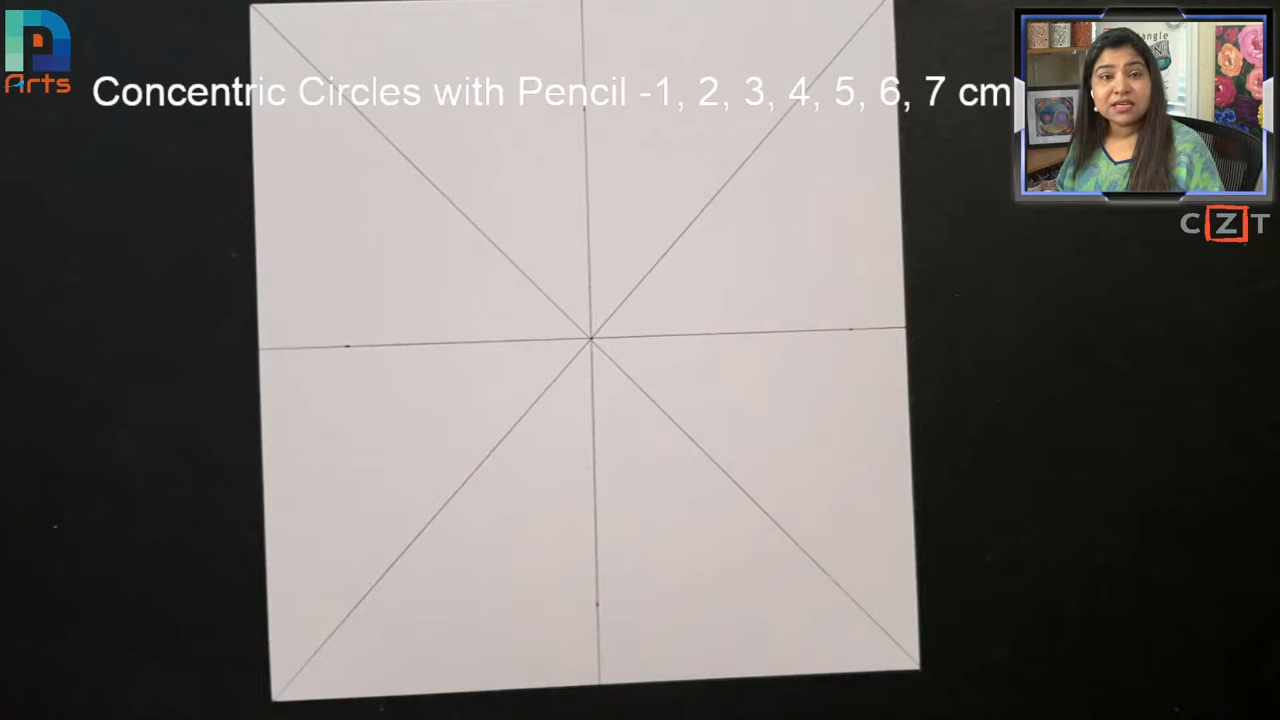 Arts
Concentric Circles with Pencil -1, 2, 3, 4, 5, 6, 7 cm
CZT